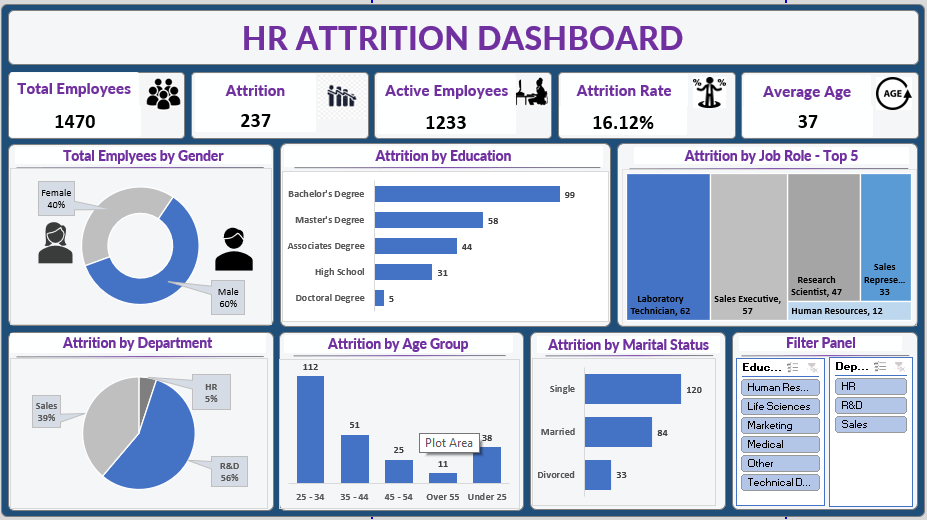 HR ATTRITION DASHBOARD
Total Employees
1470
Attrition
237
Active Employees
1233
Attrition Rate
16.12%
% %
Average Age
37
AGE
Total Emplyees by Gender
Female
40%
Male
60%
Attrition by Education
Bachelor's Degree 99
Master's Degree 58
Associates Degree 44
High School 31
Doctoral Degree 5
Attrition by Job Role - Top 5
Laboratory
Technician, 62
Sales Executive,
57
Research
Scientist, 47
Sales
Represe...
33
Human Resources, 12
Attrition by Department
HR
5%
Sales
39%
R&D
56%
Attrition by Age Group
112
51
25
11
38
Plot Area
25 - 34 35 - 44 45 - 54 Over 55 Under 25
Attrition by Marital Status
Single 120
Married 84
Divorced 33
Filter Panel
Educ...
Human Res...
Life Sciences
Marketing
Medical
Other
Technical D...
Dep...
HR
R&D
Sales